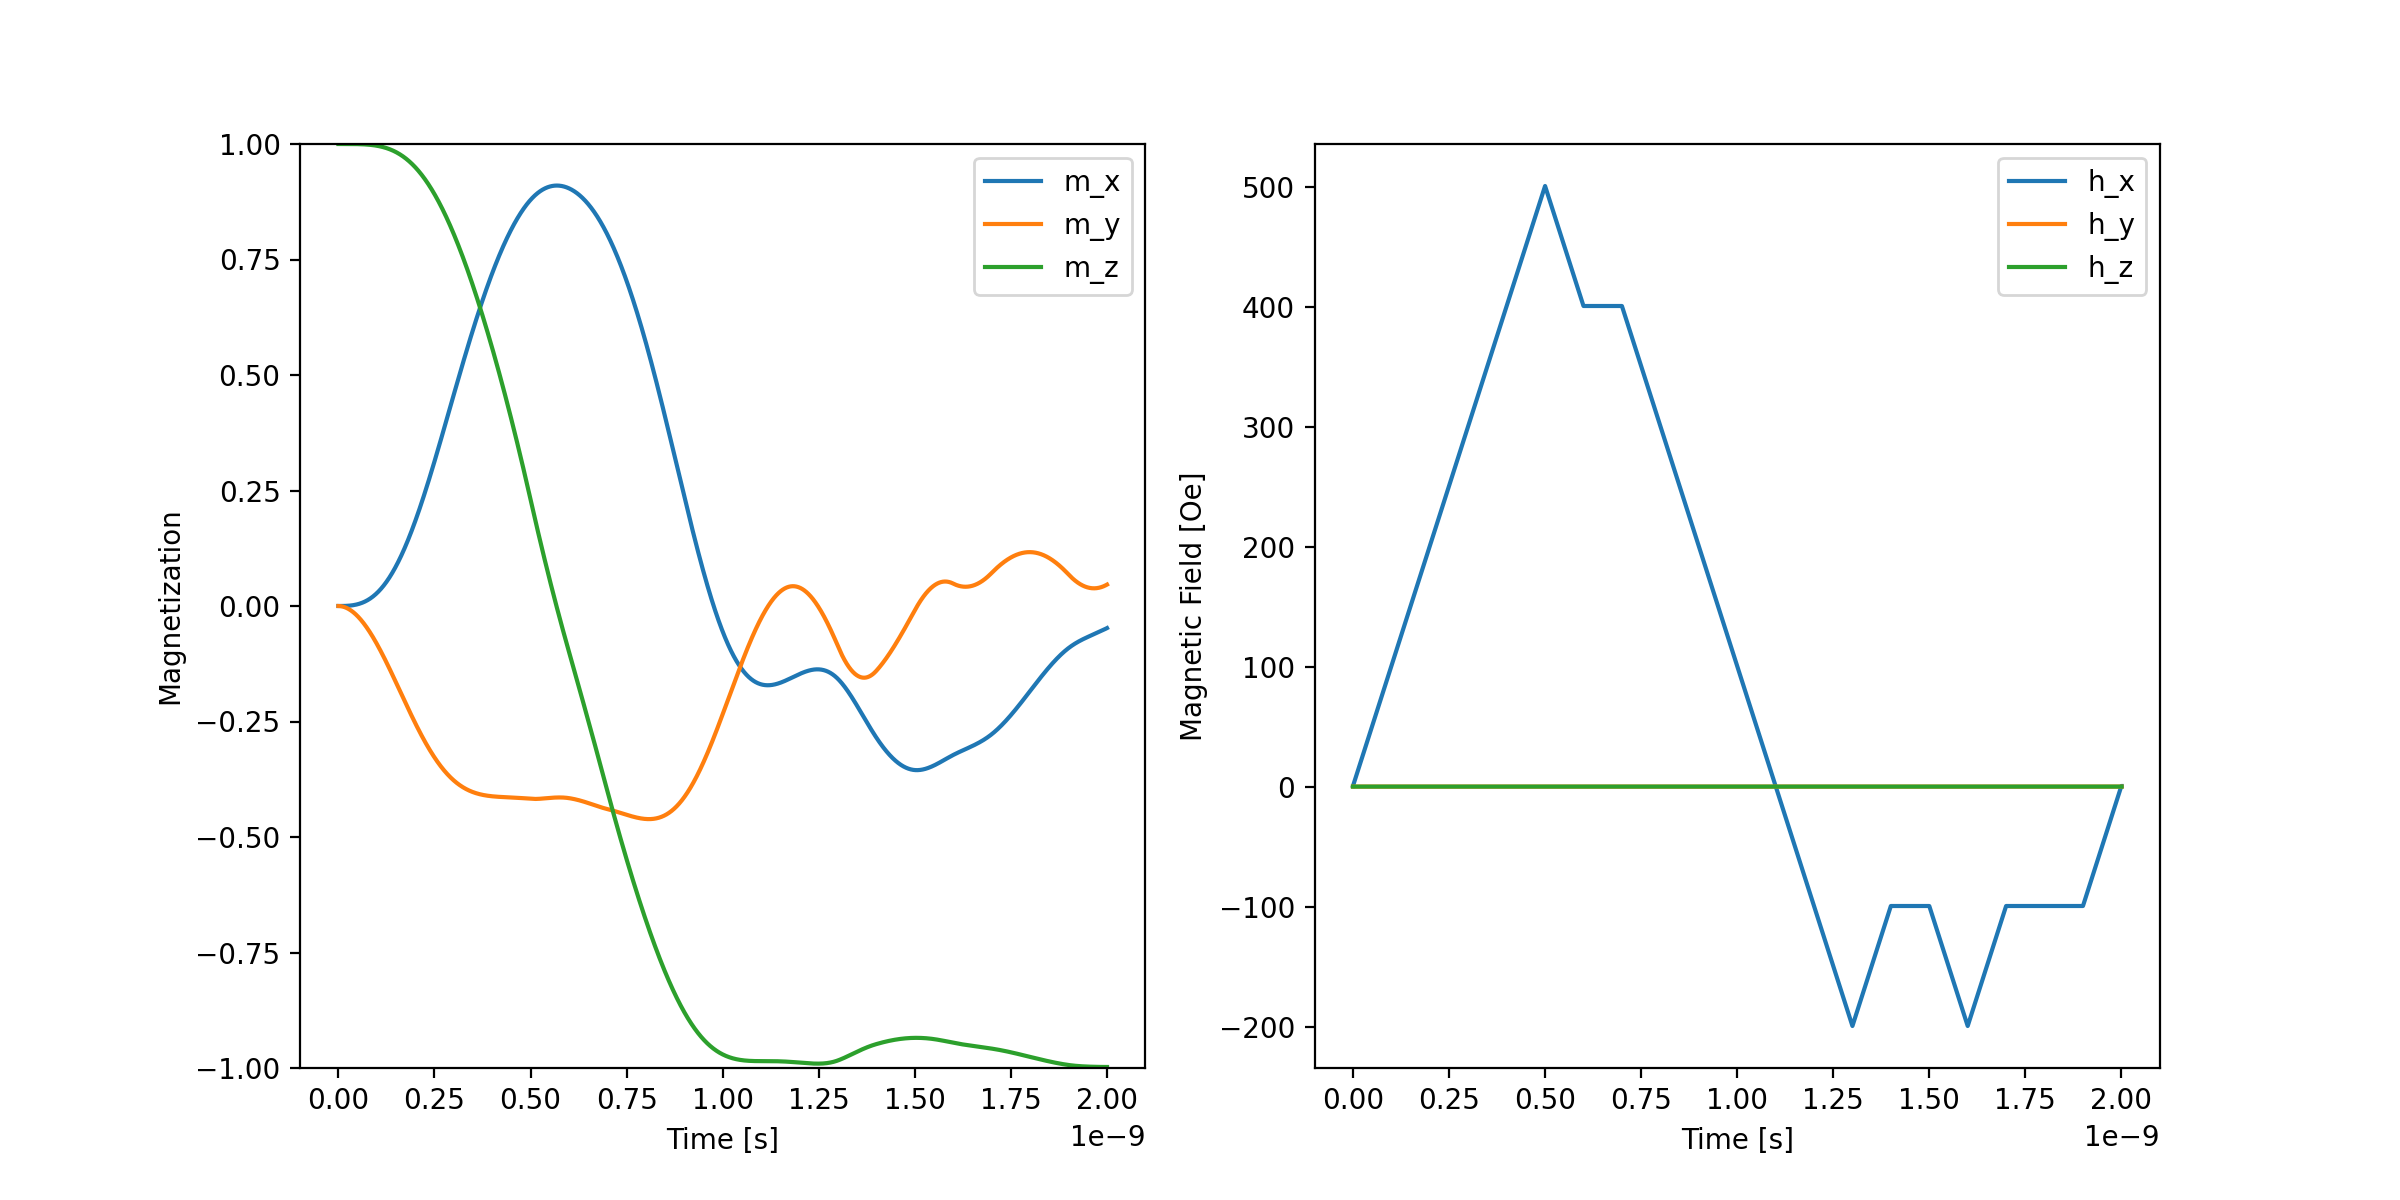 Magnetization
1.00
0.75
0.50
0.25
0.00
−0.25
−0.50
−0.75
−1.00
m_x
m_y
m_z
0.00 0.25 0.50 0.75 1.00 1.25 1.50 1.75 2.00
Time [s]
1e−9
Magnetic Field [Oe]
500
400
300
200
100
0
−100
−200
h_x
h_y
h_z
0.00 0.25 0.50 0.75 1.00 1.25 1.50 1.75 2.00
Time [s]
1e−9